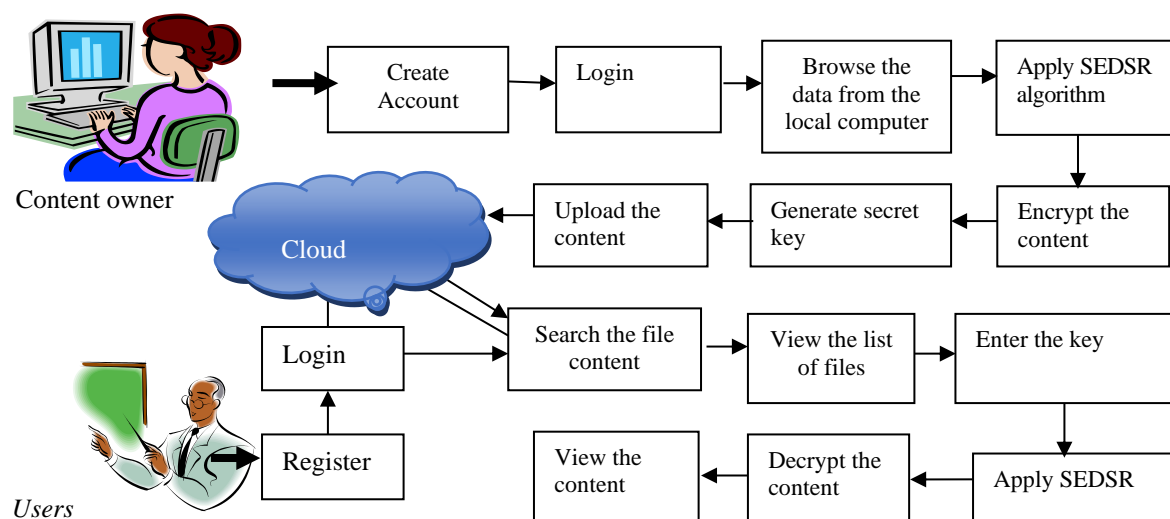 Create
Account
Login
Browse the
data from the
local computer
Apply SEDSR
algorithm
Content owner
Cloud
Upload the
content
Generate secret
key
Encrypt the
content
Login
Search the file
content
View the list
of files
Enter the key
Users
Register
View the
content
Decrypt the
content
Apply SEDSR